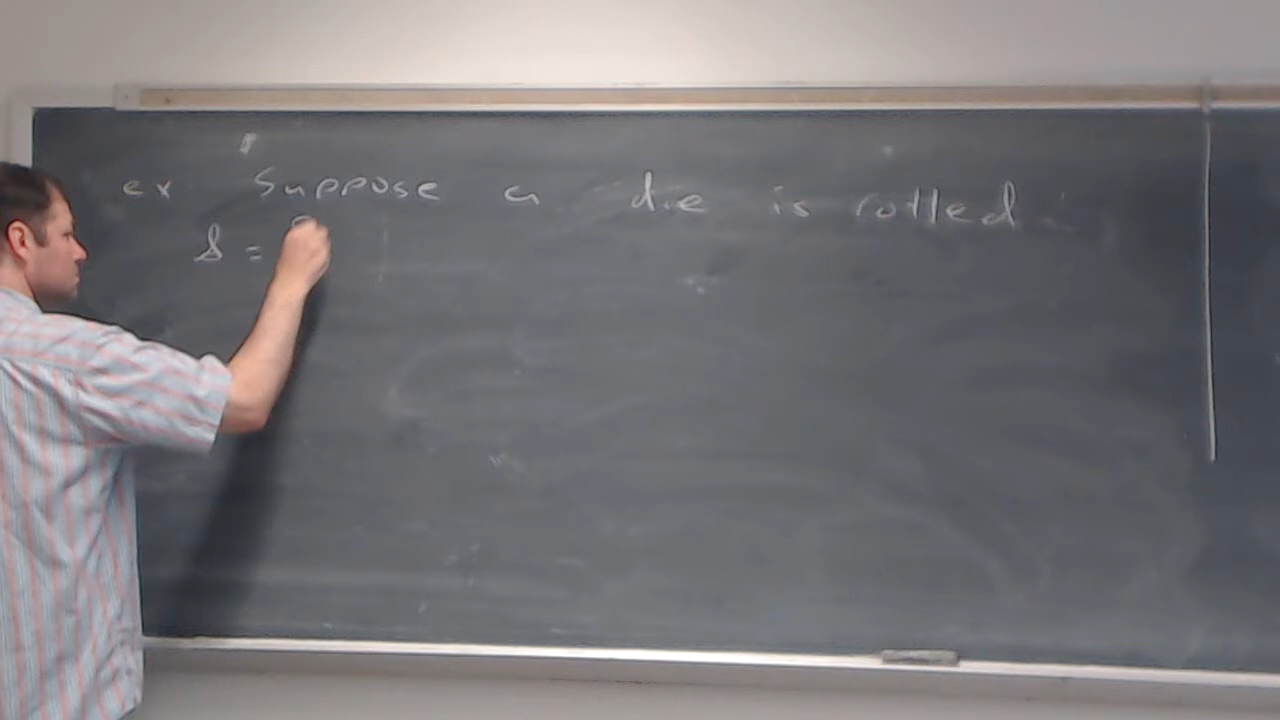 ex Suppose a die is rolled.
S =